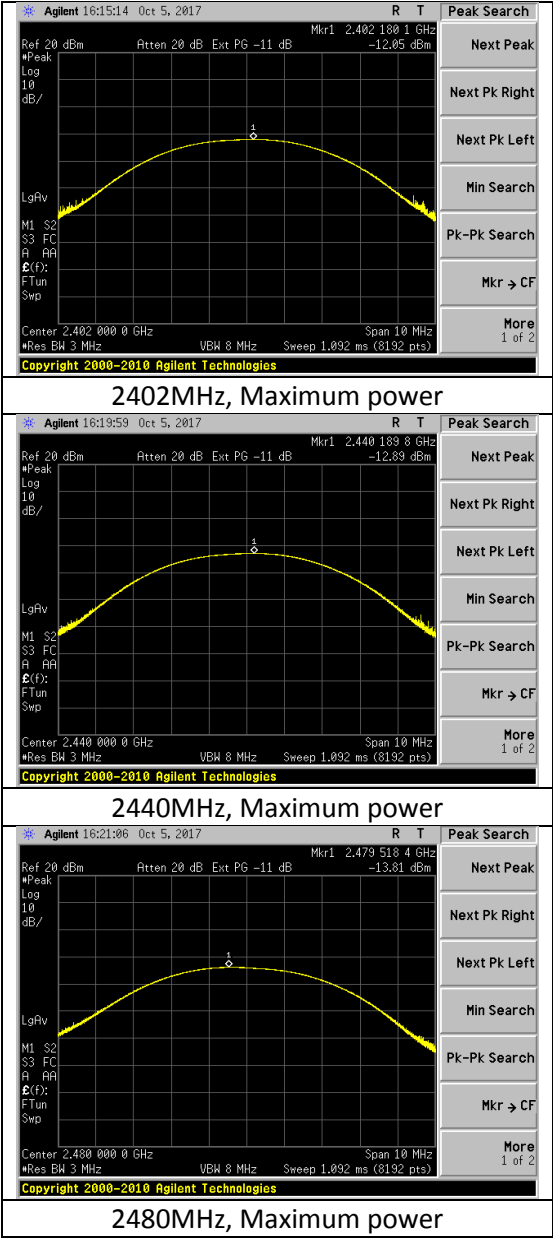 Agilent 16:15:14 Oct 5, 2017 R T Peak Search
Mkr1 2.402 180 1 GHz
Ref 20 dBm Atten 20 dB Ext PG -11 dB -12.05 dBm
#Peak
Log
10
dB/
1
LgAv
M1 S2
S3 FC
A AA
£(f):
FTun
Swp
Center 2.402 000 0 GHz Span 10 MHz
#Res BW 3 MHz VBW 8 MHz Sweep 1.092 ms (8192 pts)
Copyright 2000-2010 Agilent Technologies
Next Peak
Next Pk Right
Next Pk Left
Min Search
Pk-Pk Search
Mkr → CF
More
1 of 2
2402MHz, Maximum power
Agilent 16:19:59 Oct 5, 2017 R T Peak Search
Mkr1 2.440 189 8 GHz
Ref 20 dBm Atten 20 dB Ext PG -11 dB -12.89 dBm
#Peak
Log
10
dB/
1
LgAv
M1 S2
S3 FC
A AA
£(f):
FTun
Swp
Center 2.440 000 0 GHz Span 10 MHz
#Res BW 3 MHz VBW 8 MHz Sweep 1.092 ms (8192 pts)
Copyright 2000-2010 Agilent Technologies
Next Peak
Next Pk Right
Next Pk Left
Min Search
Pk-Pk Search
Mkr → CF
More
1 of 2
2440MHz, Maximum power
Agilent 16:21:06 Oct 5, 2017 R T Peak Search
Mkr1 2.479 518 4 GHz
Ref 20 dBm Atten 20 dB Ext PG -11 dB -13.81 dBm
#Peak
Log
10
dB/
1
LgAv
M1 S2
S3 FC
A AA
£(f):
FTun
Swp
Center 2.480 000 0 GHz Span 10 MHz
#Res BW 3 MHz VBW 8 MHz Sweep 1.092 ms (8192 pts)
Copyright 2000-2010 Agilent Technologies
Next Peak
Next Pk Right
Next Pk Left
Min Search
Pk-Pk Search
Mkr → CF
More
1 of 2
2480MHz, Maximum power